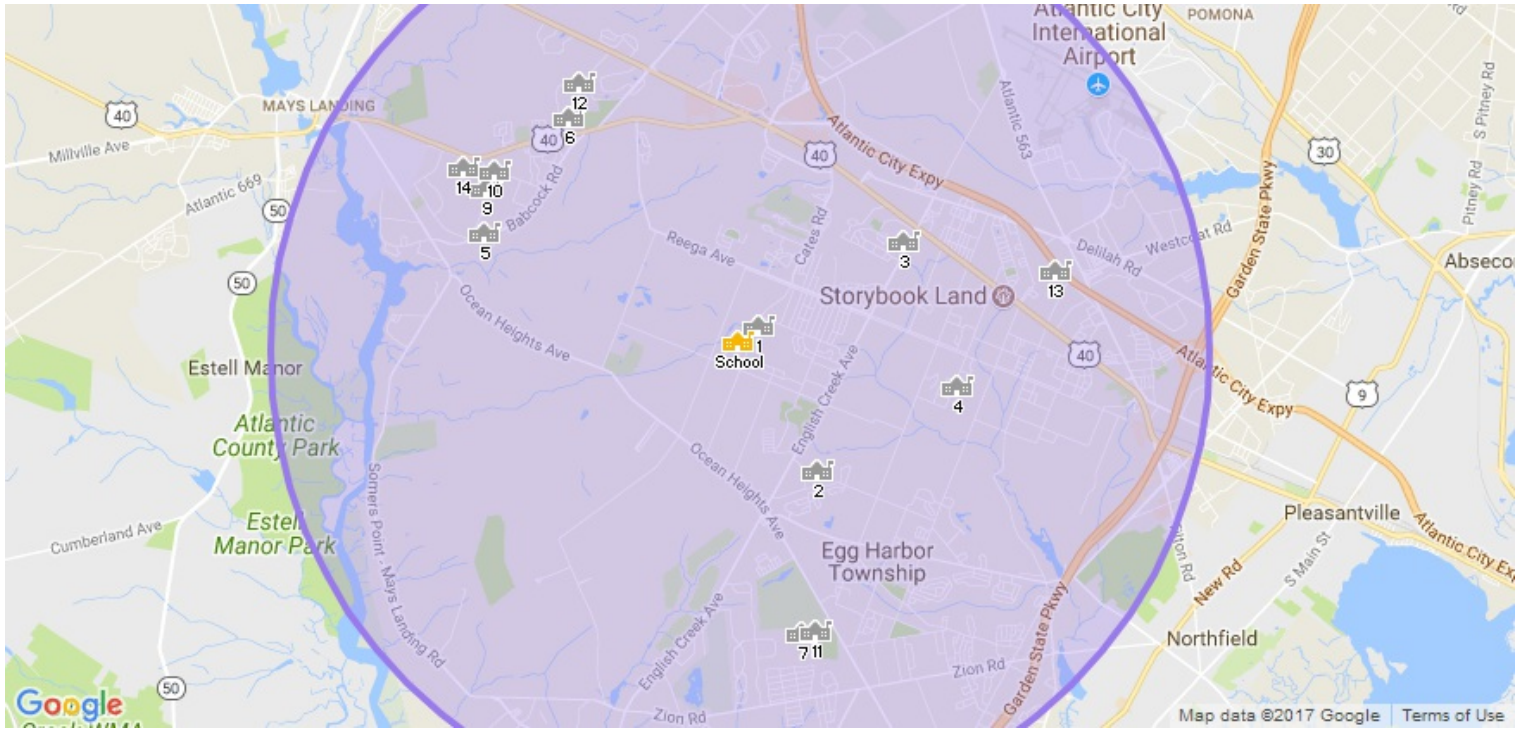 Atlantic City
International
Airport
POMONA
40
MAYS LANDING
Millville Ave
Atlantic 669
50
12
6
40
14
10
9
5
Babcock Rd
Atlantic City Expy
40
Atlantic 563
30
S Pitney Rd
Pitney Rd
Garden State Pkwy
Delilah Rd
Westcoat Rd
Reega Ave
Cates Rd
3
13
Storybook Land
50
Ocean Heights Ave
1
School
40
Atlantic City Expy
9
Estell Manor
Atlantic
County Park
English Creek Ave
4
Ocean Heights Ave
2
Estell
Manor Park
Cumberland Ave
Somers Point - Mays Landing Rd
Egg Harbor
Township
Pleasantville
Atlantic City Exp
Tilton Rd
New Rd
S Main St
Garden State Pkwy
Northfield
7
11
English Creek Ave
Zion Rd
Zion Rd
50
Google
Map data ©2017 Google
Terms of Use